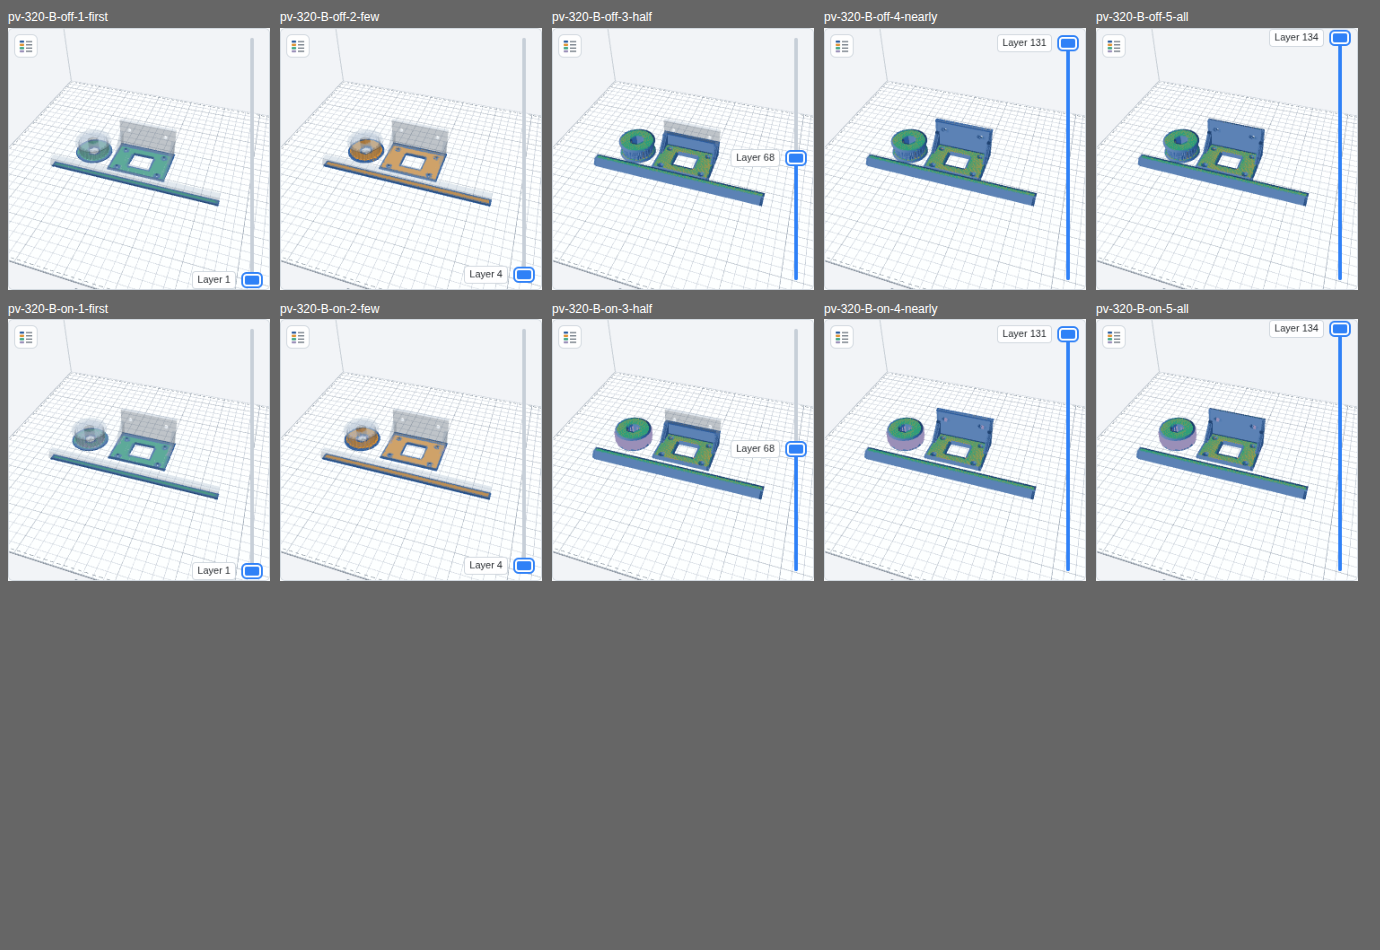 pv-320-B-off-1-first
pv-320-B-off-2-few
pv-320-B-off-3-half
pv-320-B-off-4-nearly
pv-320-B-off-5-all
Layer 1
Layer 4
Layer 68
Layer 131
Layer 134
pv-320-B-on-1-first
pv-320-B-on-2-few
pv-320-B-on-3-half
pv-320-B-on-4-nearly
pv-320-B-on-5-all
Layer 1
Layer 4
Layer 68
Layer 131
Layer 134